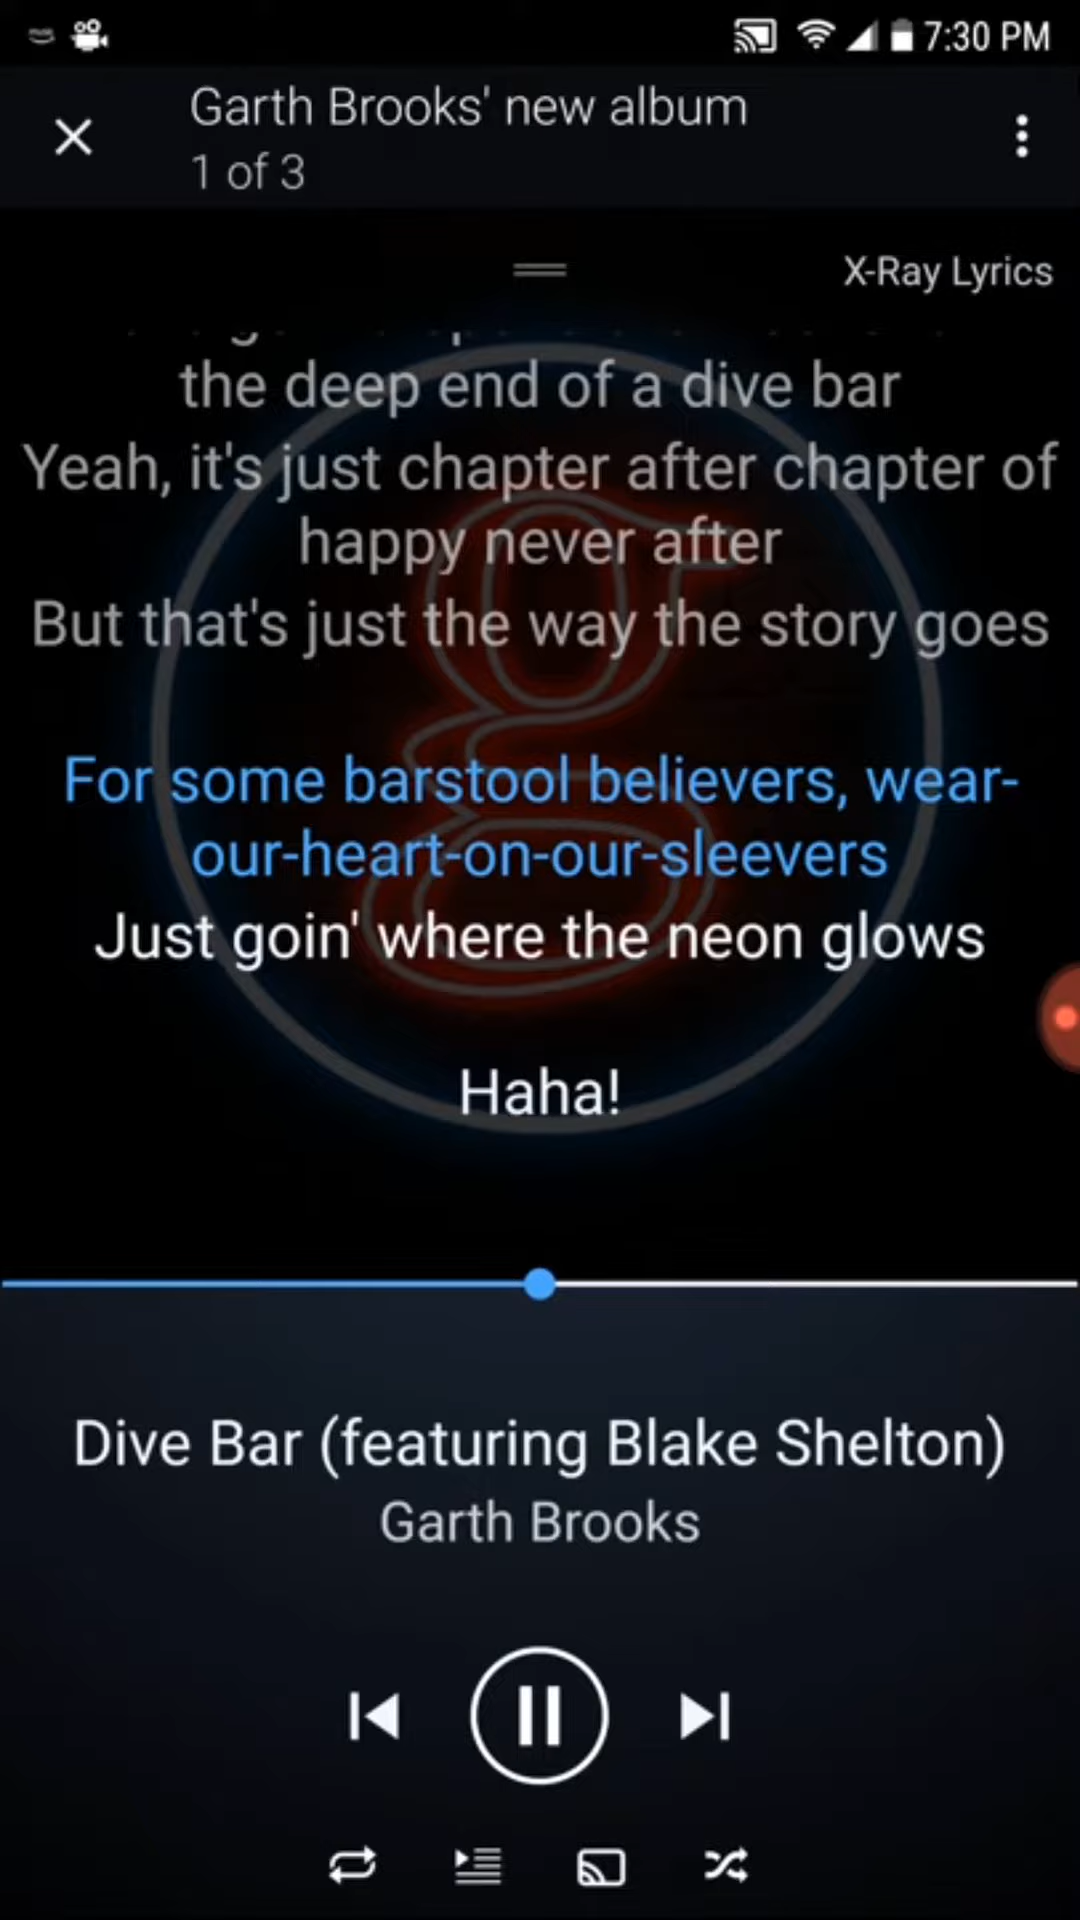 7:30 PM
Garth Brooks' new album
1 of 3
X-Ray Lyrics
the deep end of a dive bar
Yeah, it's just chapter after chapter of
happy never after
But that's just the way the story goes
For some barstool believers, wear-
our-heart-on-our-sleevers
Just goin' where the neon glows
Haha!
Dive Bar (featuring Blake Shelton)
Garth Brooks